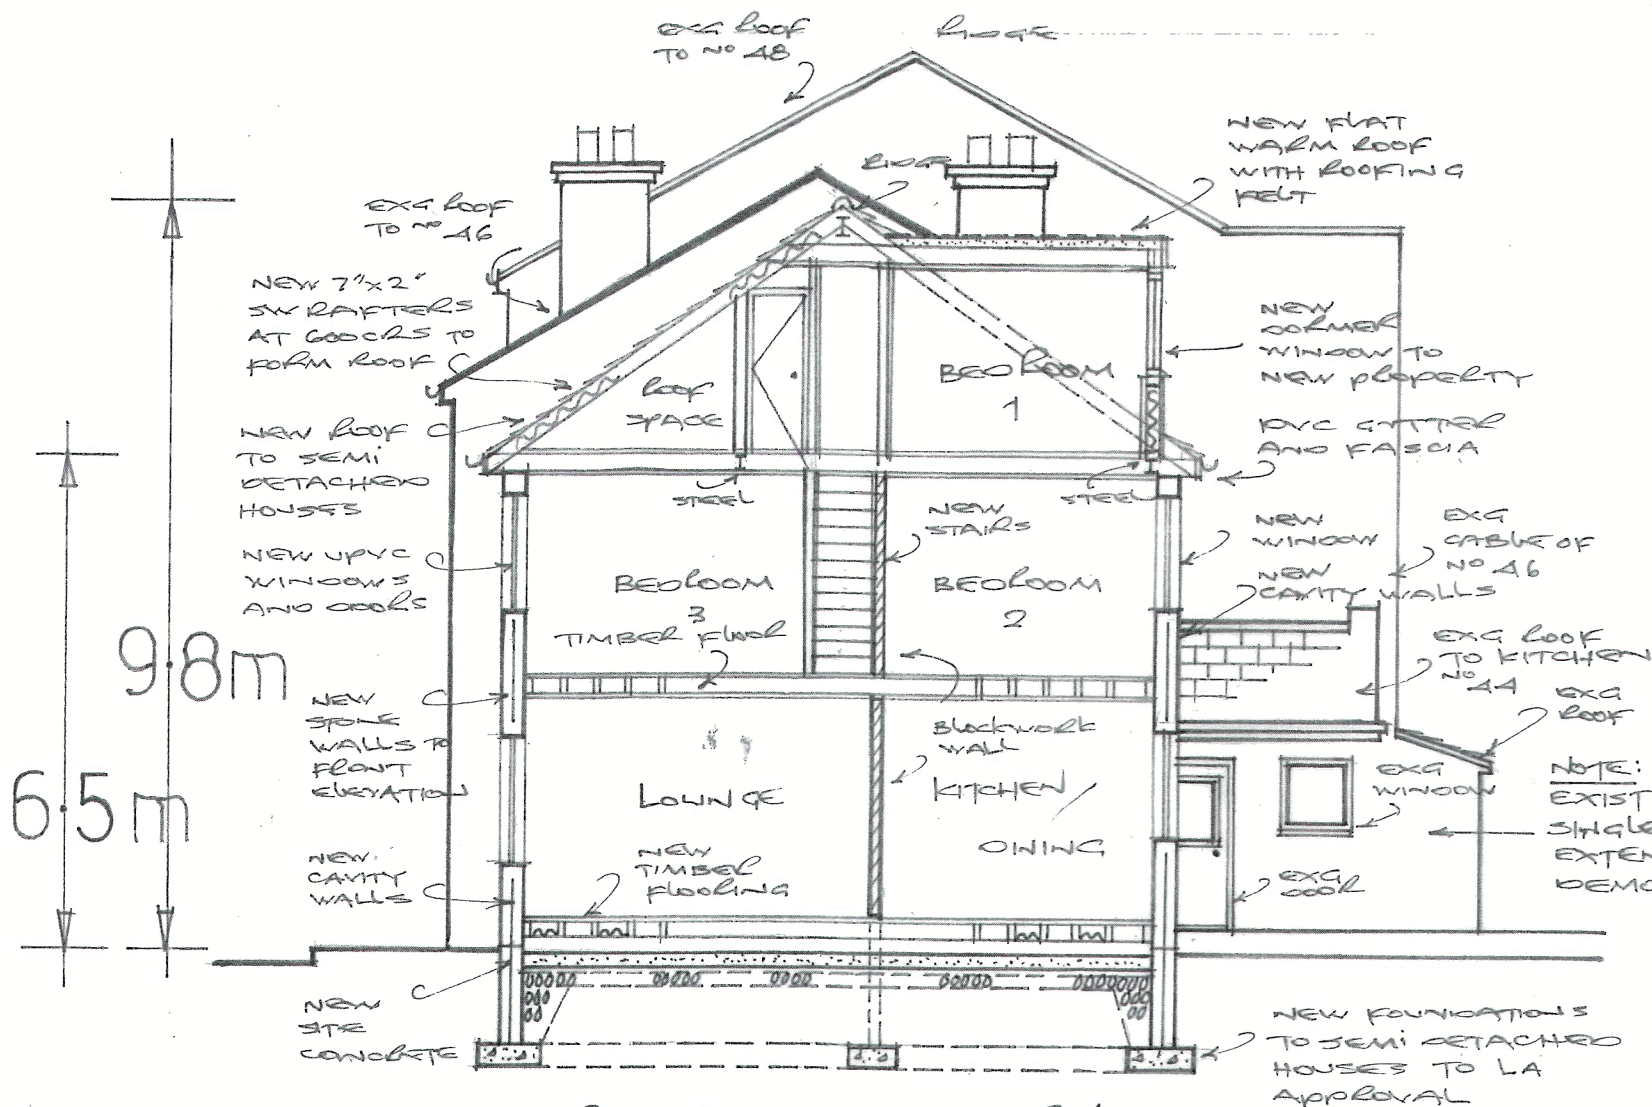 EXG ROOF
TO Nº 48
RIDGE
NEW FLAT
WARM ROOF
WITH ROOFING
FELT
RIDGE
EXG ROOF
TO Nº 46
NEW 7"x2"
SW RAFTERS
AT 600CRS TO
FORM ROOF
NEW
DORMER
WINDOW TO
NEW PROPERTY
ROOF
SPACE
BEDROOM
1
PVC GUTTER
AND FASCIA
NEW ROOF
TO SEMI
DETACHED
HOUSES
STEEL
STEEL
NEW
STAIRS
NEW
WINDOW
EXG
GABLE OF
Nº 46
NEW UPVC
WINDOWS
AND DOORS
BEDROOM
3
BEDROOM
2
NEW
CAVITY WALLS
TIMBER FLOOR
EXG ROOF
TO KITCHEN
Nº 44
9.8m
EXG
ROOF
NEW
STONE
WALLS TO
FRONT
ELEVATION
BLOCKWORK
WALL
6.5m
LOUNGE
KITCHEN/
DINING
EXG
WINDOW
NOTE:
EXIST
SINGLE
EXTEN
DEMO
NEW
CAVITY
WALLS
NEW
TIMBER
FLOORING
EXG
DOOR
NEW
SITE
CONCRETE
NEW FOUNDATIONS
TO SEMI DETACHED
HOUSES TO LA
APPROVAL